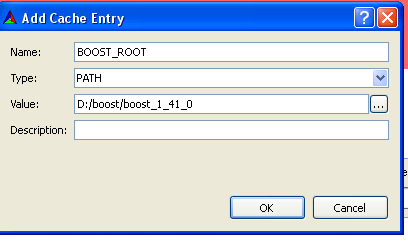 Add Cache Entry
Name: BOOST_ROOT
Type: PATH
Value: D:/boost/boost_1_41_0 ...
Description:
OK Cancel